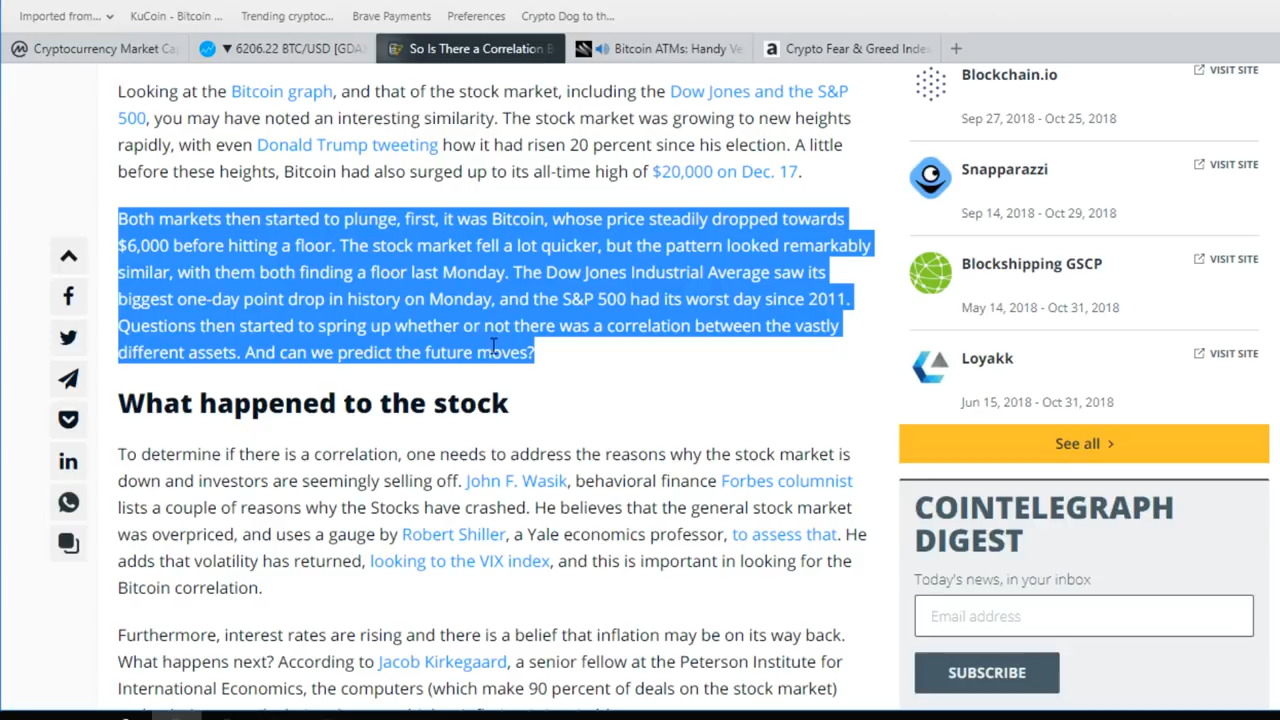 Imported from...
KuCoin - Bitcoin ...
Trending cryptoc...
Brave Payments
Preferences
Crypto Dog to th...
Cryptocurrency Market Ca
▼ 6206.22 BTC/USD [GDA
So Is There a Correlation B
Bitcoin ATMs: Handy Ve
a
Crypto Fear & Greed Inde
+
Looking at the Bitcoin graph, and that of the stock market, including the Dow Jones and the S&P
500, you may have noted an interesting similarity. The stock market was growing to new heights
rapidly, with even Donald Trump tweeting how it had risen 20 percent since his election. A little
before these heights, Bitcoin had also surged up to its all-time high of $20,000 on Dec. 17.
Both markets then started to plunge, first, it was Bitcoin, whose price steadily dropped towards
$6,000 before hitting a floor. The stock market fell a lot quicker, but the pattern looked remarkably
similar, with them both finding a floor last Monday. The Dow Jones Industrial Average saw its
biggest one-day point drop in history on Monday, and the S&P 500 had its worst day since 2011.
Questions then started to spring up whether or not there was a correlation between the vastly
different assets. And can we predict the future moves?
What happened to the stock
To determine if there is a correlation, one needs to address the reasons why the stock market is
down and investors are seemingly selling off. John F. Wasik, behavioral finance Forbes columnist
lists a couple of reasons why the Stocks have crashed. He believes that the general stock market
was overpriced, and uses a gauge by Robert Shiller, a Yale economics professor, to assess that. He
adds that volatility has returned, looking to the VIX index, and this is important in looking for the
Bitcoin correlation.
Furthermore, interest rates are rising and there is a belief that inflation may be on its way back.
What happens next? According to Jacob Kirkegaard, a senior fellow at the Peterson Institute for
International Economics, the computers (which make 90 percent of deals on the stock market)
Blockchain.io
VISIT SITE
Sep 27, 2018 - Oct 25, 2018
Snapparazzi
VISIT SITE
Sep 14, 2018 - Oct 29, 2018
Blockshipping GSCP
VISIT SITE
May 14, 2018 - Oct 31, 2018
Loyakk
VISIT SITE
Jun 15, 2018 - Oct 31, 2018
See all >
COINTELEGRAPH
DIGEST
Today's news, in your inbox
Email address
SUBSCRIBE